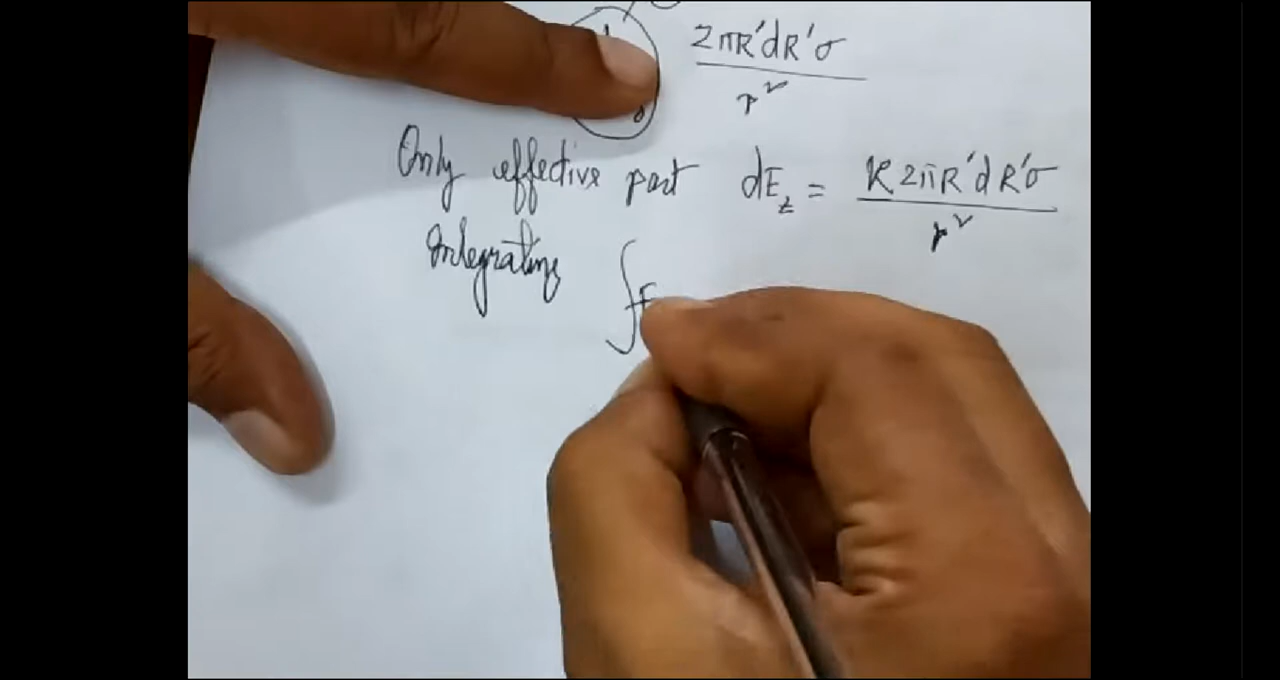 2πR'dR'σ
r²
Only effective part dE_z = K2πR'dR'σ / r²
Integrating ∫E